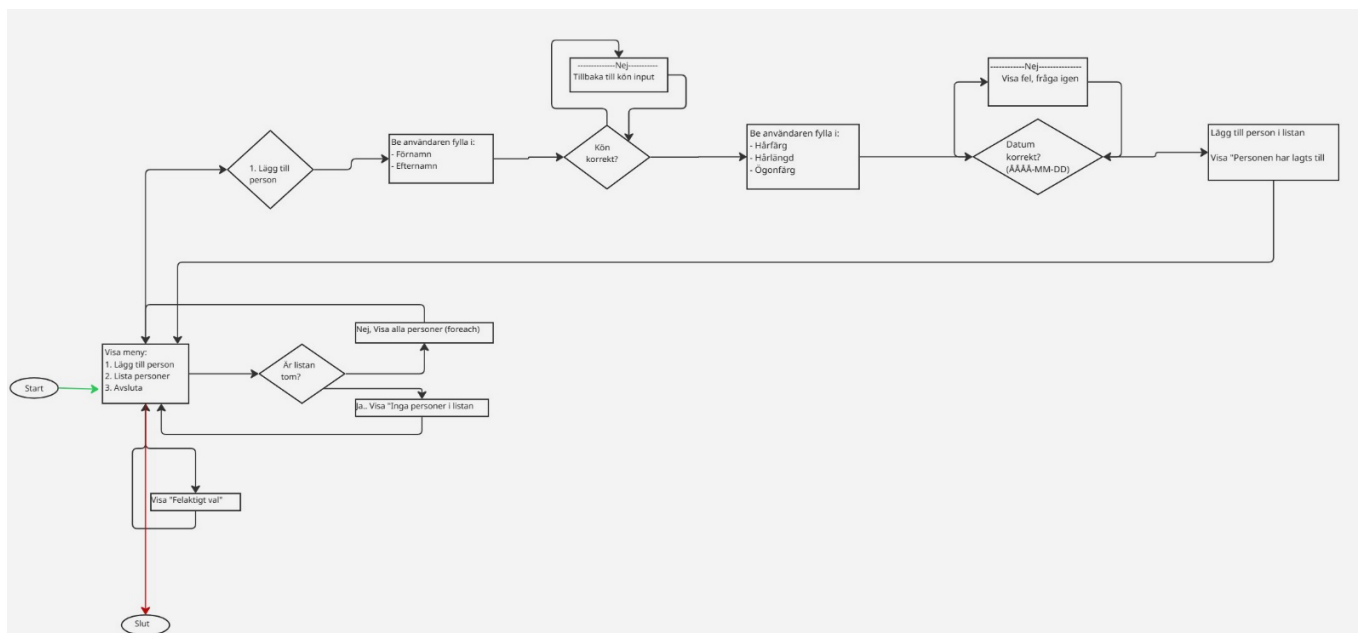 --------------Nej-----------
Tillbaka till kön input
------------Nej---------------
Visa fel, fråga igen
1. Lägg till
person
Be användaren fylla i:
- Förnamn
- Efternamn
Kön
korrekt?
Be användaren fylla i:
- Hårfärg
- Hårlängd
- Ögonfärg
Datum
korrekt?
(ÅÅÅÅ-MM-DD)
Lägg till person i listan
Visa "Personen har lagts till
Nej, Visa alla personer (foreach)
Visa meny:
1. Lägg till person
2. Lista personer
3. Avsluta
Är listan
tom?
Start
Ja.. Visa "Inga personer i listan
Visa "Felaktigt val"
Slut